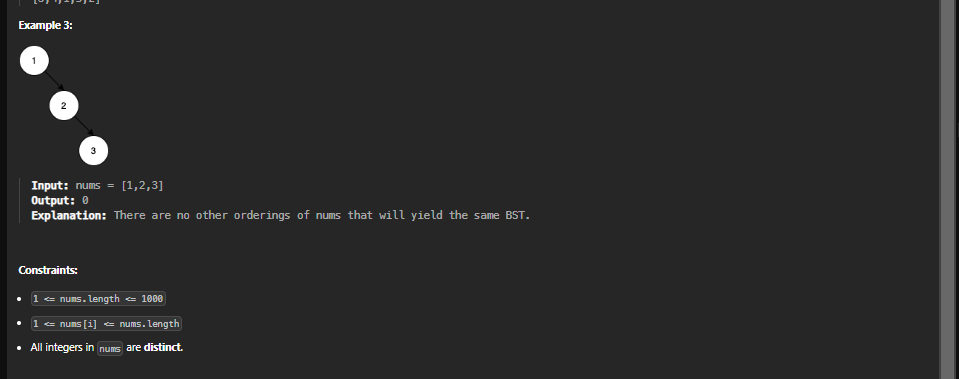 Example 3:
1
2
3
Input: nums = [1,2,3]
Output: 0
Explanation: There are no other orderings of nums that will yield the same BST.
Constraints:
1 <= nums.length <= 1000
1 <= nums[i] <= nums.length
All integers in nums are distinct.